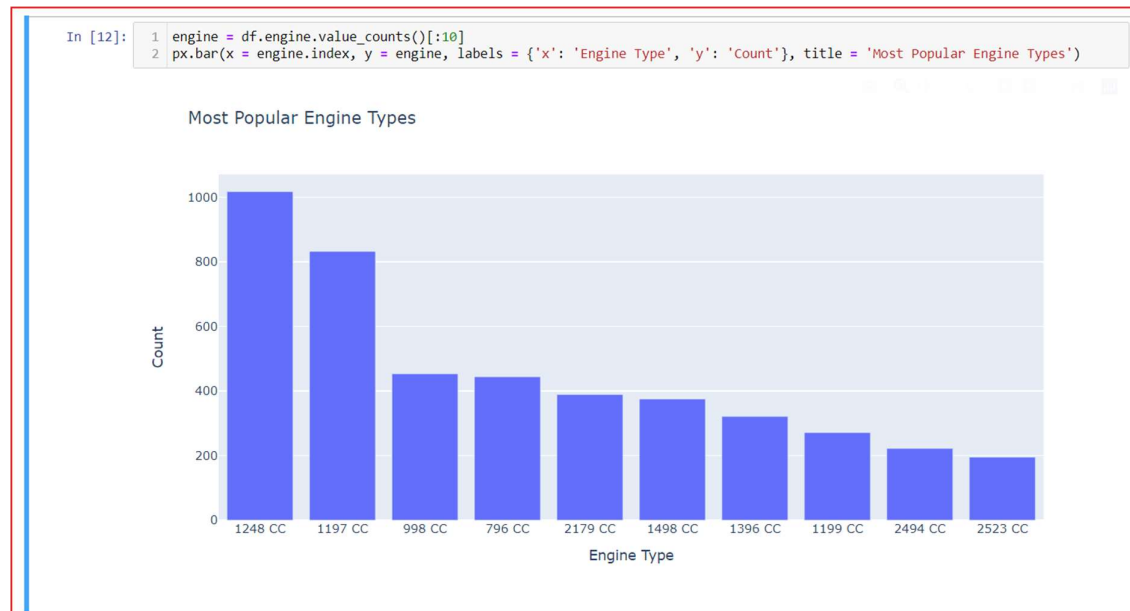 In [12]:
1 engine = df.engine.value_counts()[:10]
2 px.bar(x = engine.index, y = engine, labels = {'x': 'Engine Type', 'y': 'Count'}, title = 'Most Popular Engine Types')
Most Popular Engine Types
Count
1000
800
600
400
200
0
1248 CC 1197 CC 998 CC 796 CC 2179 CC 1498 CC 1396 CC 1199 CC 2494 CC 2523 CC
Engine Type